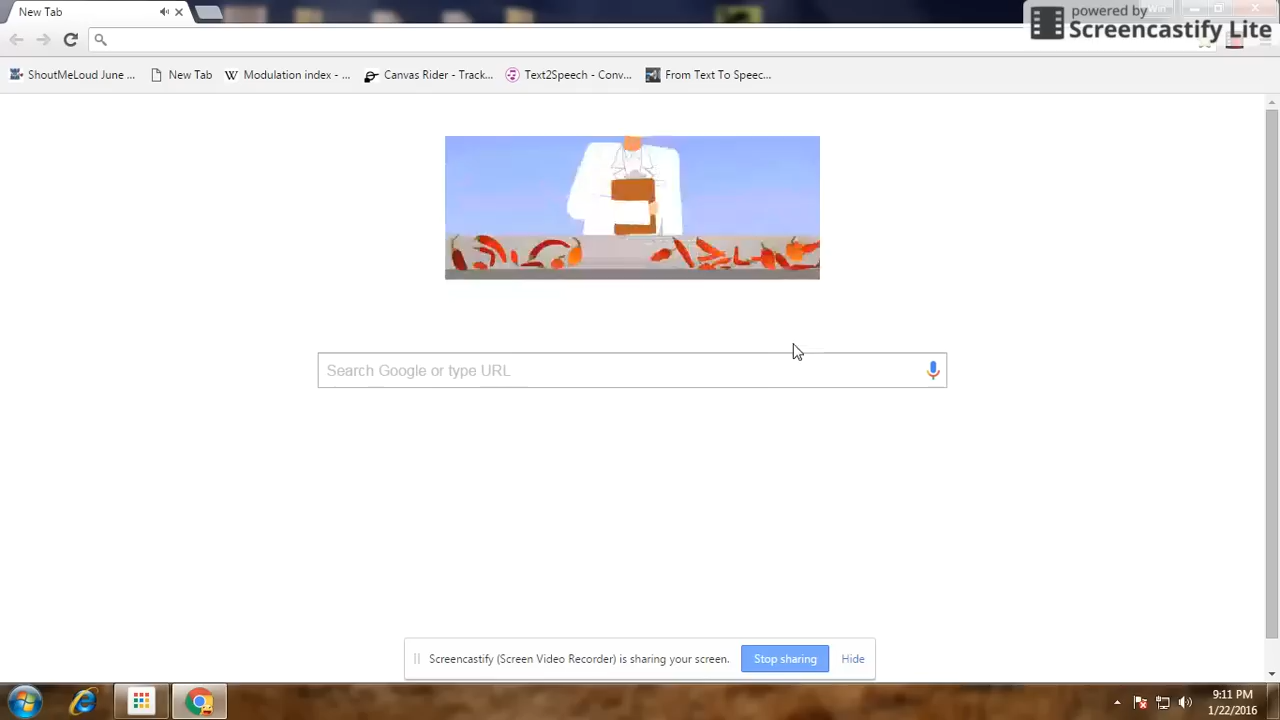 New Tab
powered by
Screencastify Lite
ShoutMeLoud June ...
New Tab
Modulation index - ...
Canvas Rider - Track...
Text2Speech - Conv...
From Text To Speec...
Search Google or type URL
Screencastify (Screen Video Recorder) is sharing your screen.
Stop sharing
Hide
9:11 PM
1/22/2016